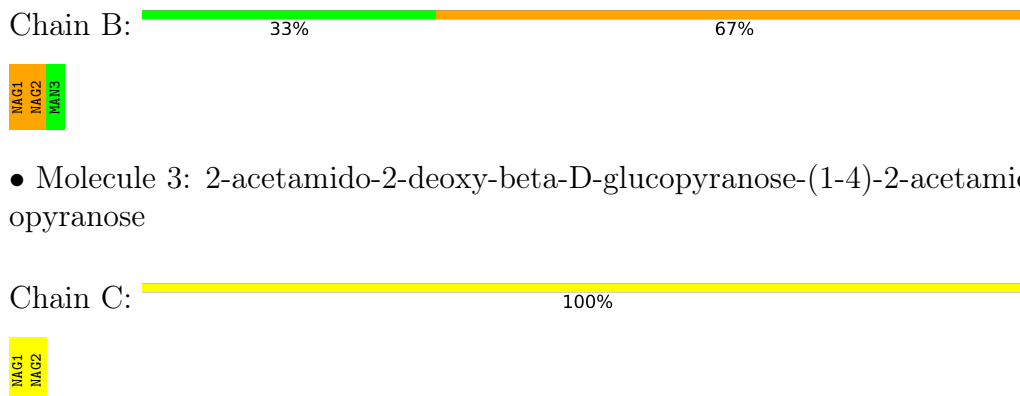 Chain B:
33% 67%
NAG1 NAG2 MAN3
• Molecule 3: 2-acetamido-2-deoxy-beta-D-glucopyranose-(1-4)-2-acetami
opyranose
Chain C:
100%
NAG1 NAG2